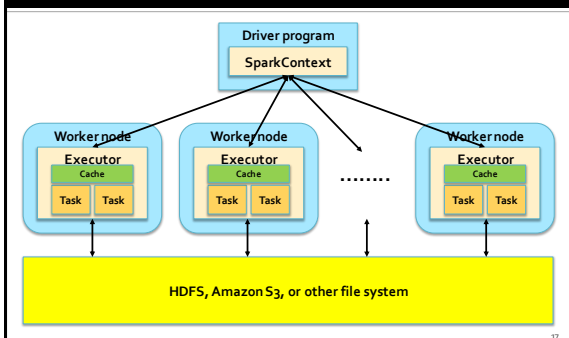 Driver program
SparkContext
Worker node
Worker node
Worker node
Executor
Executor
Executor
Cache
Cache
........
Cache
Task Task
Task Task
Task Task
HDFS, Amazon S3, or other file system
17